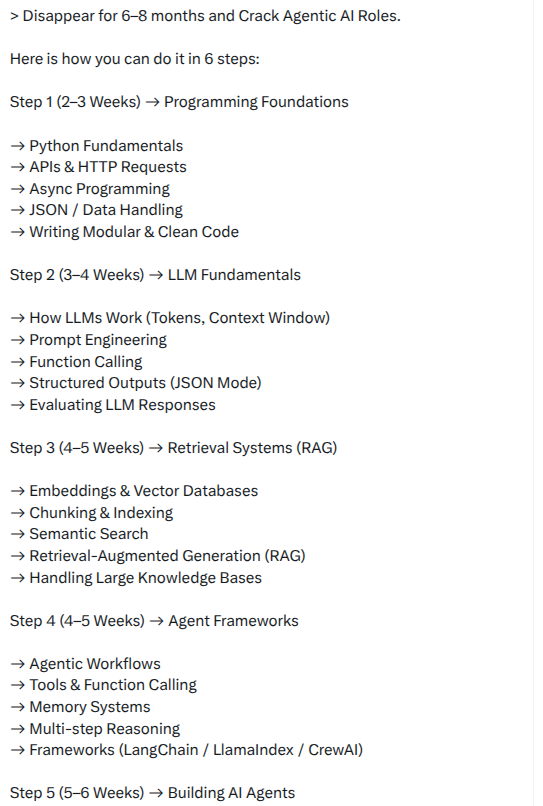 > Disappear for 6–8 months and Crack Agentic AI Roles.
Here is how you can do it in 6 steps:
Step 1 (2–3 Weeks) → Programming Foundations
→ Python Fundamentals
→ APIs & HTTP Requests
→ Async Programming
→ JSON / Data Handling
→ Writing Modular & Clean Code
Step 2 (3–4 Weeks) → LLM Fundamentals
→ How LLMs Work (Tokens, Context Window)
→ Prompt Engineering
→ Function Calling
→ Structured Outputs (JSON Mode)
→ Evaluating LLM Responses
Step 3 (4–5 Weeks) → Retrieval Systems (RAG)
→ Embeddings & Vector Databases
→ Chunking & Indexing
→ Semantic Search
→ Retrieval-Augmented Generation (RAG)
→ Handling Large Knowledge Bases
Step 4 (4–5 Weeks) → Agent Frameworks
→ Agentic Workflows
→ Tools & Function Calling
→ Memory Systems
→ Multi-step Reasoning
→ Frameworks (LangChain / LlamaIndex / CrewAI)
Step 5 (5–6 Weeks) → Building AI Agents